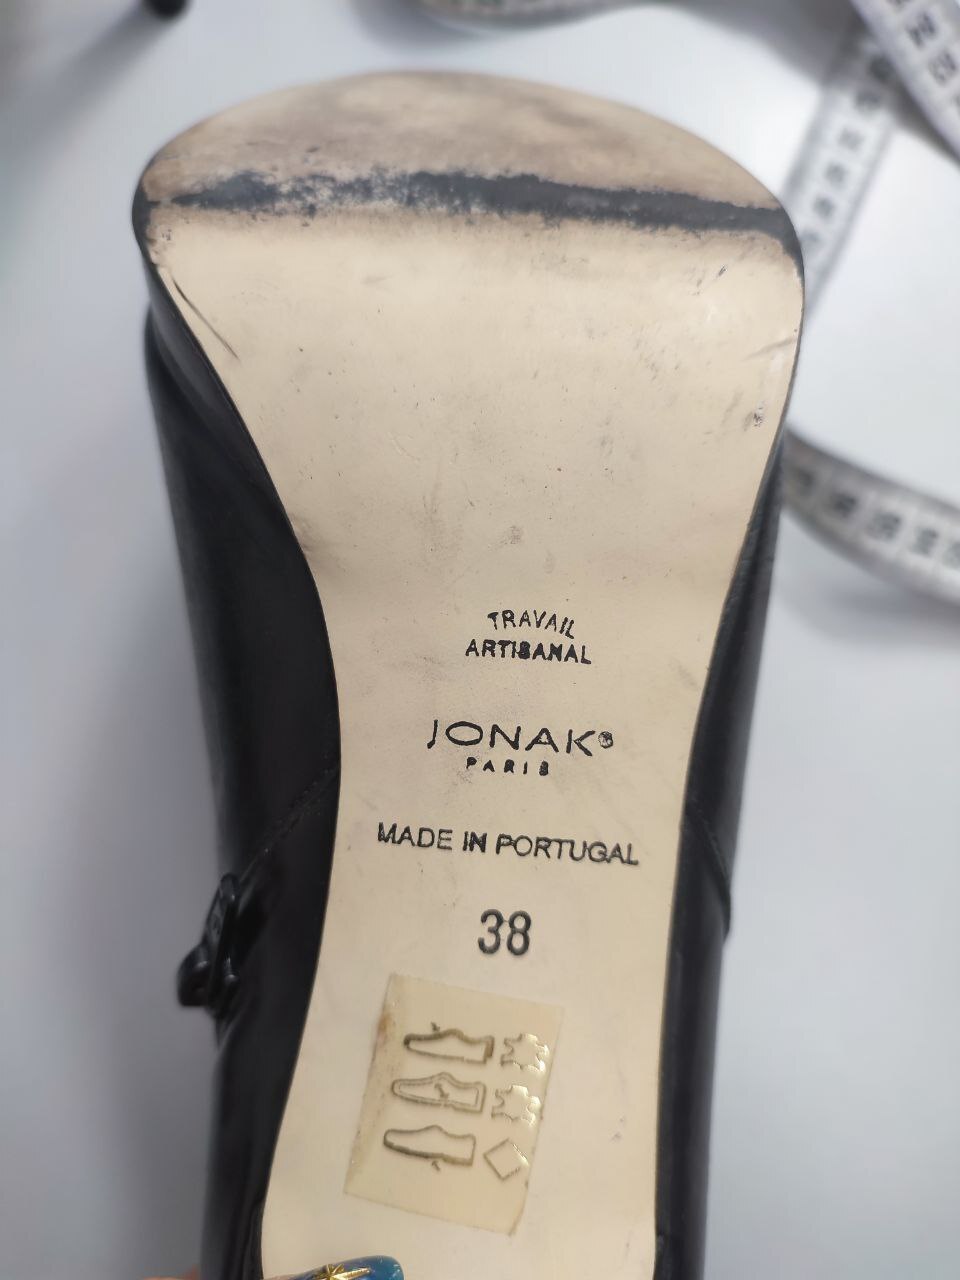 TRAVAIL
ARTISANAL
JONAK®
PARIS
MADE IN PORTUGAL
38